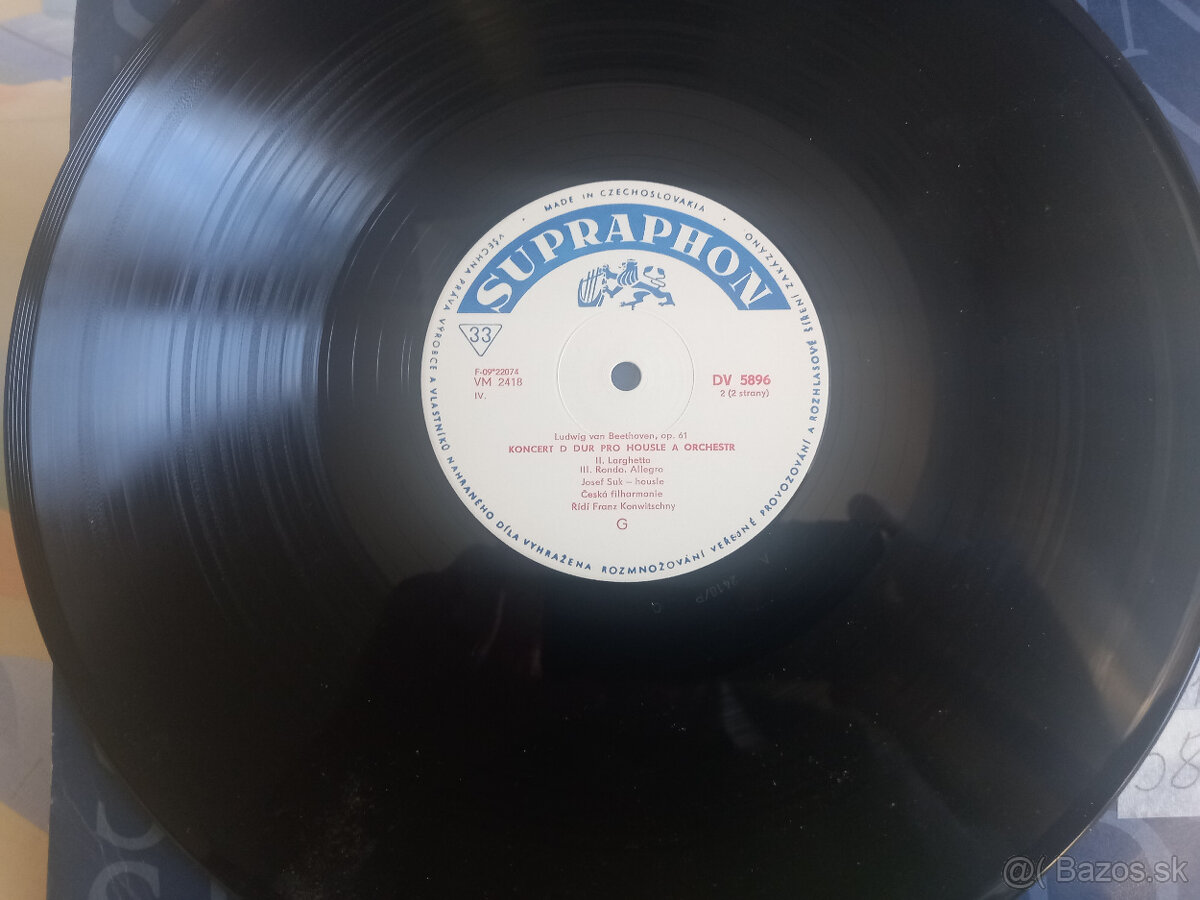 VŠECHNA PRÁVA VÝROBCE A VLASTNÍKŮ NAHRANÉHO DÍLA VYHRAŽENA ROZMNOŽOVÁNÍ VEŘEJNÉ PROVOZOVÁNÍ A ROZHLASOVÉ ŠÍŘENÍ ZAKÁZÁNO
• MADE IN CZECHOSLOVAKIA •
SUPRAPHON
33
F-09*22074
VM 2418
IV.
DV 5896
2 (2 strany)
Ludwig van Beethoven, op. 61
KONCERT D DUR PRO HOUSLE A ORCHESTR
II. Larghetto
III. Rondo. Allegro
Josef Suk – housle
Česká filharmonie
Řídí Franz Konwitschny
G
2418/P
@( Bazos.sk